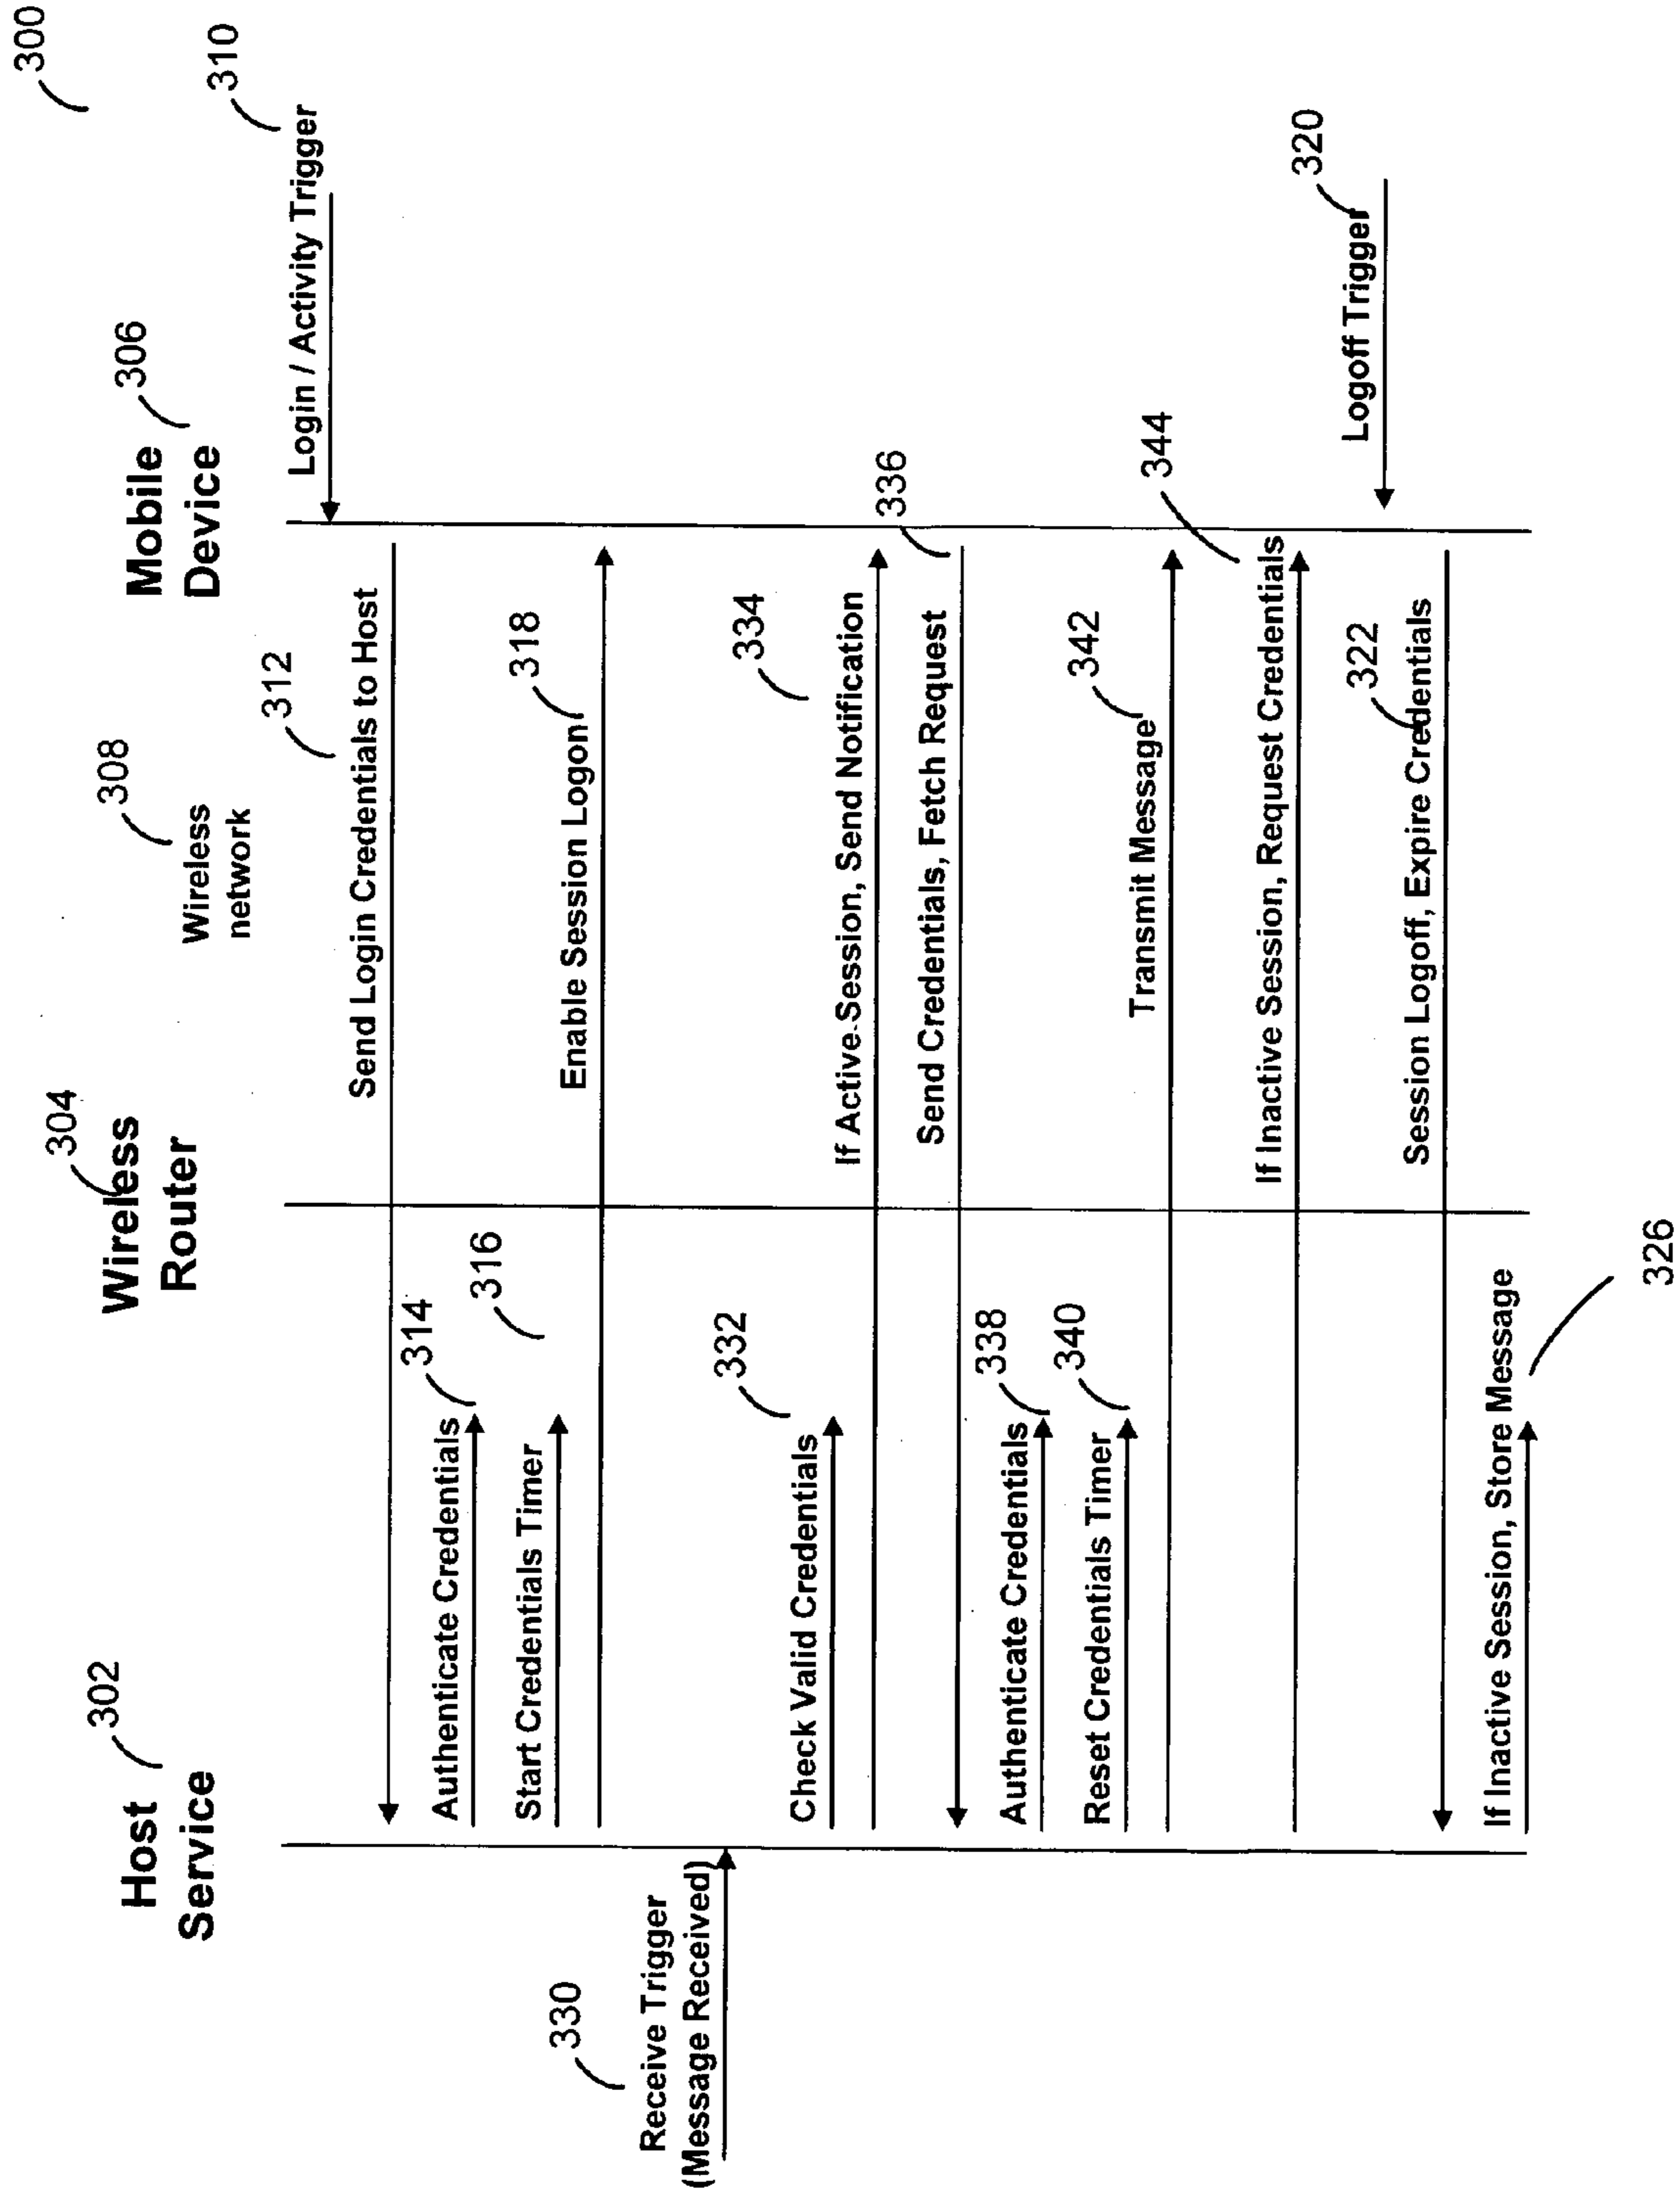 300
302
Host
Service
304
Wireless
Router
308
Wireless
network
306
Mobile
Device
310
Login / Activity Trigger
312
Send Login Credentials to Host
314
Authenticate Credentials
316
Start Credentials Timer
318
Enable Session Logon
330
Receive Trigger
(Message Received)
332
Check Valid Credentials
334
If Active Session, Send Notification
336
Send Credentials, Fetch Request
338
Authenticate Credentials
340
Reset Credentials Timer
342
Transmit Message
344
If Inactive Session, Request Credentials
320
Logoff Trigger
322
Session Logoff, Expire Credentials
If Inactive Session, Store Message
326